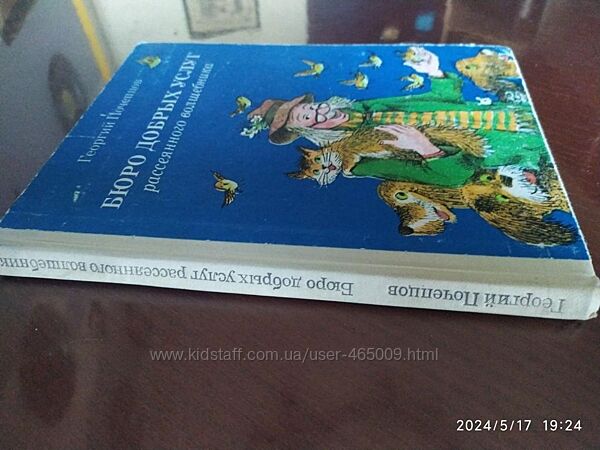 Георгий Почепцов
БЮРО ДОБРЫХ УСЛУГ
рассеянного волшебника
Георгий Почепцов Бюро добрых услуг рассеянного волшебник
www.kidstaff.com.ua/user-465009.html
2024/5/17 19:24